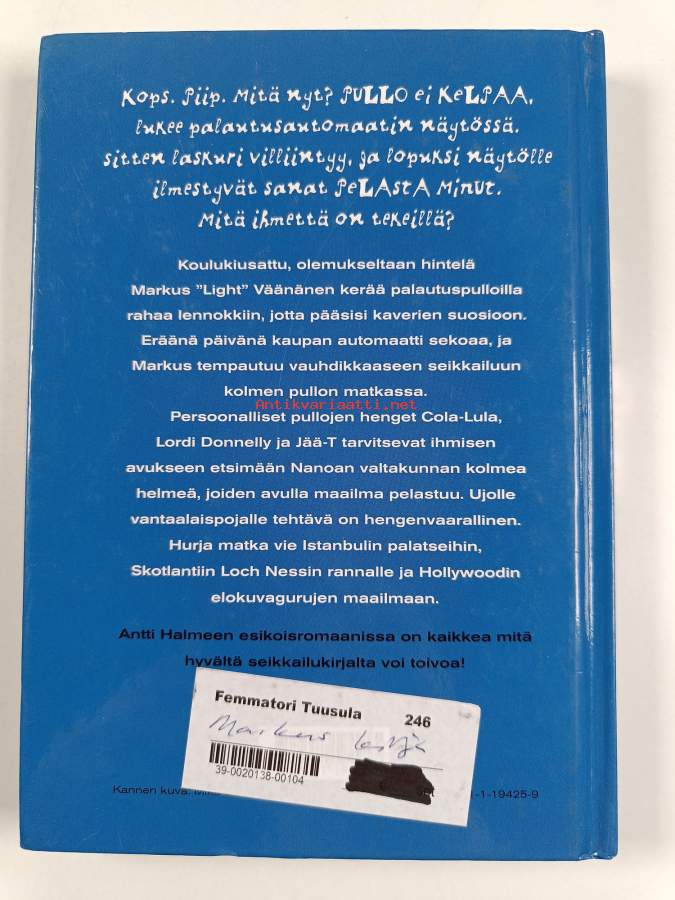 Kops. Piip. Mitä nyt? PULLO ei KeLPAA,
lukee palautusautomaatin näytössä.
sitten laskuri villiintyy, ja lopuksi näytölle
ilmestyvät sanat PeLAstA Minut.
Mitä ihmettä on tekeillä?
Koulukiusattu, olemukseltaan hintelä
Markus ”Light” Väänänen kerää palautuspulloilla
rahaa lennokkiin, jotta pääsisi kaverien suosioon.
Eräänä päivänä kaupan automaatti sekoaa, ja
Markus tempautuu vauhdikkaaseen seikkailuun
kolmen pullon matkassa.
Antikvariaatti.net
Persoonalliset pullojen henget Cola-Lula,
Lordi Donnelly ja Jää-T tarvitsevat ihmisen
avukseen etsimään Nanoan valtakunnan kolmea
helmeä, joiden avulla maailma pelastuu. Ujolle
vantaalaispojalle tehtävä on hengenvaarallinen.
Hurja matka vie Istanbulin palatseihin,
Skotlantiin Loch Nessin rannalle ja Hollywoodin
elokuvagurujen maailmaan.
Antti Halmeen esikoisromaanissa on kaikkea mitä
hyvältä seikkailukirjalta voi toivoa!
Femmatori Tuusula 246
Markus
39-0020138-00104
Kannen kuva: -1-19425-9